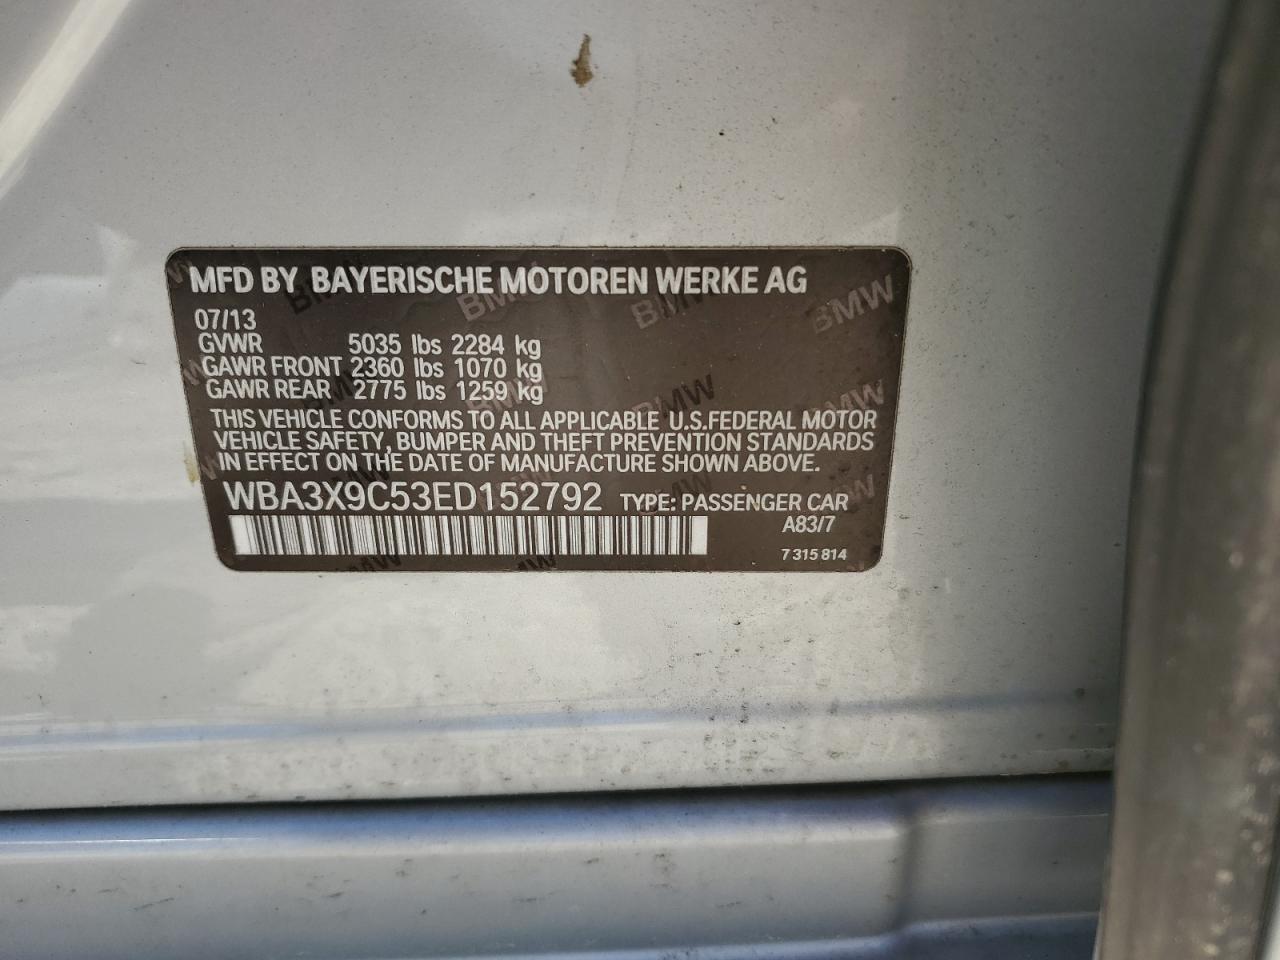 MFD BY BAYERISCHE MOTOREN WERKE AG
07/13
GVWR 5035 lbs 2284 kg
GAWR FRONT 2360 lbs 1070 kg
GAWR REAR 2775 lbs 1259 kg
THIS VEHICLE CONFORMS TO ALL APPLICABLE U.S.FEDERAL MOTOR
VEHICLE SAFETY, BUMPER AND THEFT PREVENTION STANDARDS
IN EFFECT ON THE DATE OF MANUFACTURE SHOWN ABOVE.
WBA3X9C53ED152792 TYPE: PASSENGER CAR
A83/7
7 315 814